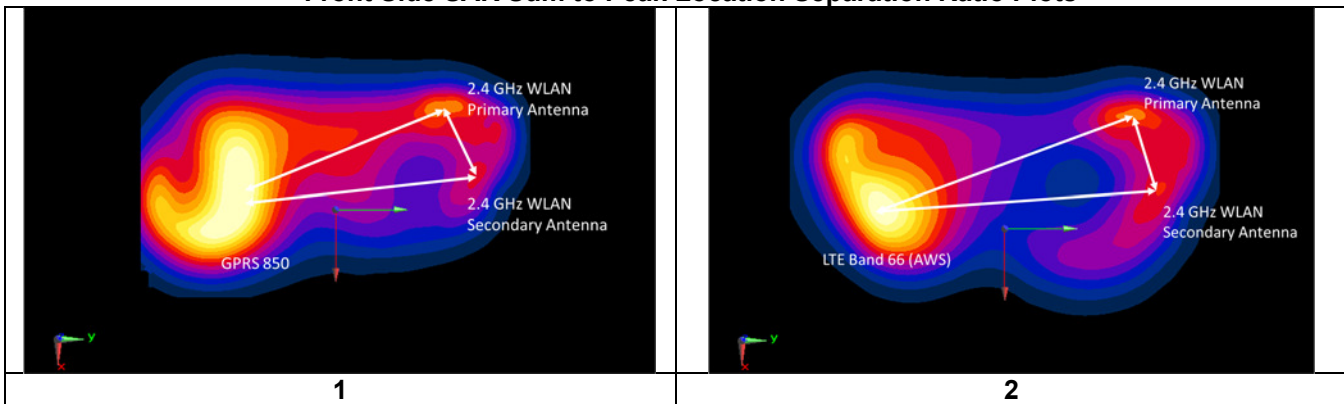 Front Side SAR Sum to Peak Location Separation Ratio Plots
2.4 GHz WLAN
Primary Antenna
2.4 GHz WLAN
Secondary Antenna
GPRS 850
y
x
2.4 GHz WLAN
Primary Antenna
2.4 GHz WLAN
Secondary Antenna
LTE Band 66 (AWS)
y
x
1
2